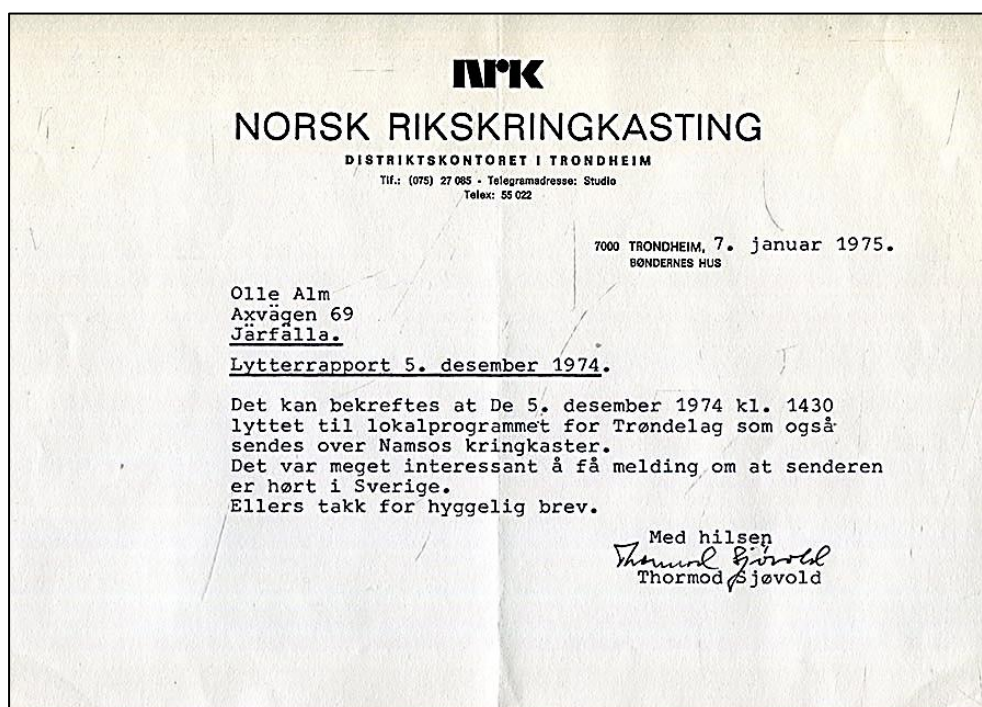 nrk
NORSK RIKSKRINGKASTING
DISTRIKTSKONTORET I TRONDHEIM
Tlf.: (075) 27 085 - Telegramadresse: Studio
Telex: 55 022
7000 TRONDHEIM, 7. januar 1975.
BØNDERNES HUS
Olle Alm
Axvägen 69
Järfälla.
Lytterrapport 5. desember 1974.
Det kan bekreftes at De 5. desember 1974 kl. 1430
lyttet til lokalprogrammet for Trøndelag som også
sendes over Namsos kringkaster.
Det var meget interessant å få melding om at senderen
er hørt i Sverige.
Ellers takk for hyggelig brev.
Med hilsen
Thormod Sjøvold
Thormod Sjøvold